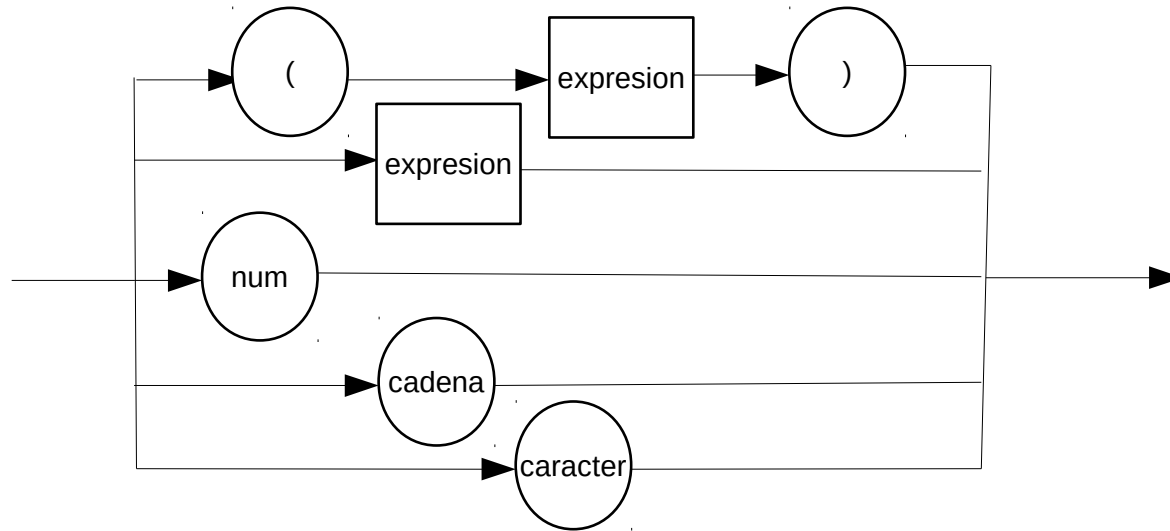 ( expresion )
expresion
num
cadena
caracter